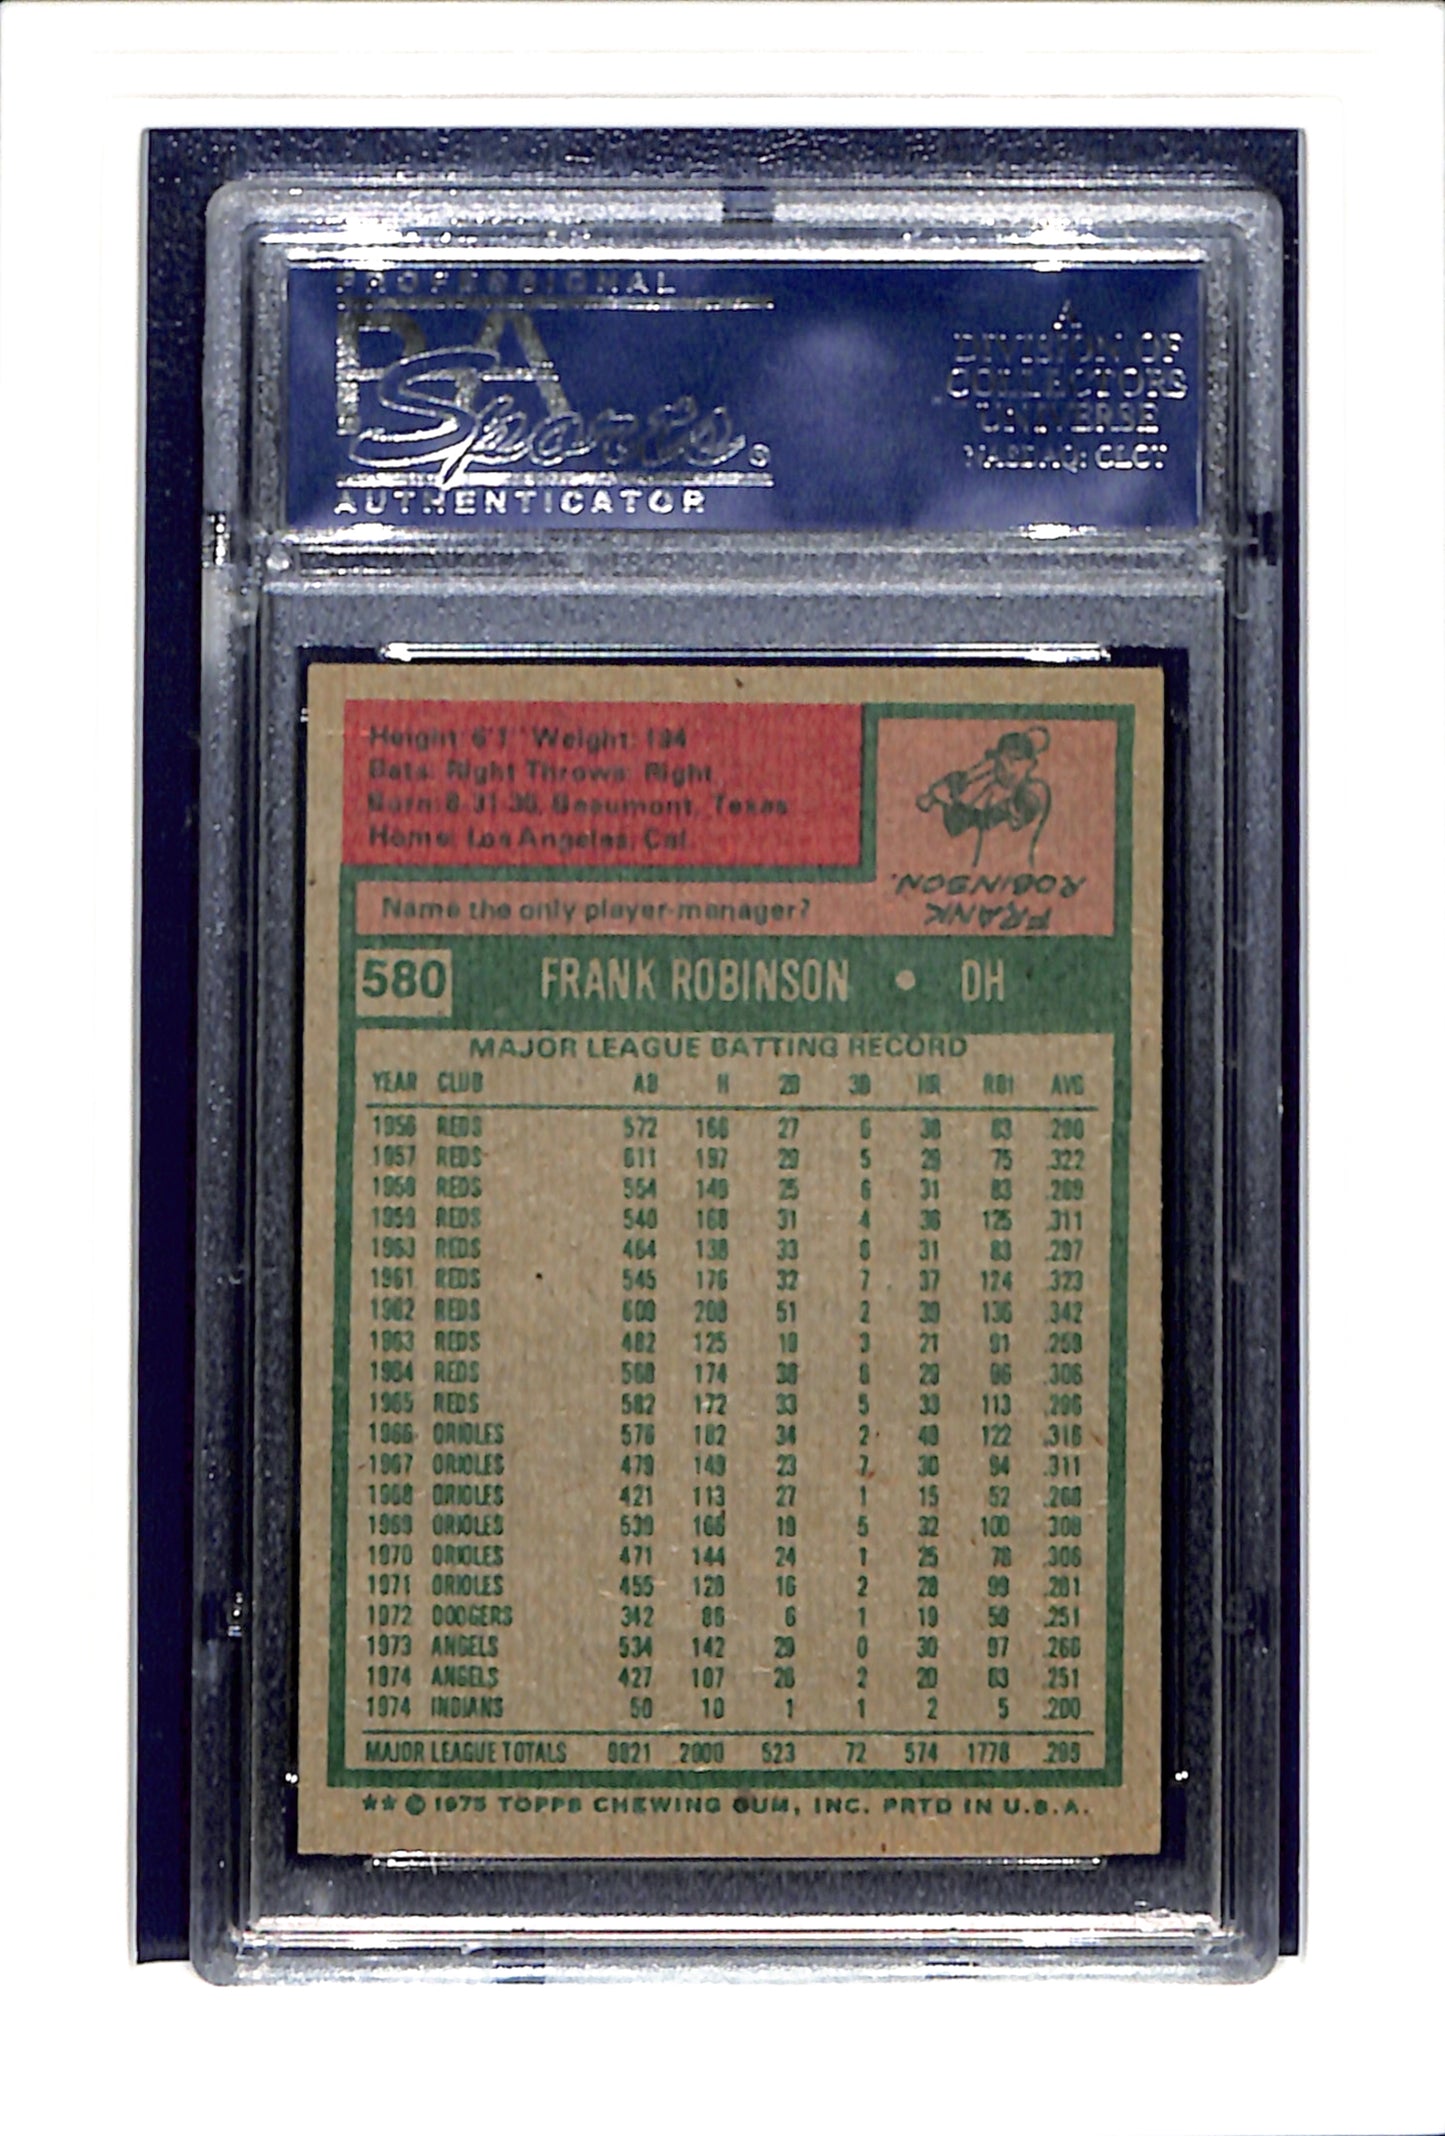 PROFESSIONAL
PSA
Sports®
AUTHENTICATOR
A
DIVISION OF
COLLECTORS
UNIVERSE
NASDAQ: CLCT
Height: 6'1" Weight: 194
Bats: Right Throws: Right
Born: 8-31-35, Beaumont, Texas
Home: Los Angeles, Cal.
FRANK
ROBINSON.
Name the only player-manager?
580 FRANK ROBINSON • DH
MAJOR LEAGUE BATTING RECORD
YEAR CLUB AB H 2B 3B HR RBI AVG
1956 REDS 572 166 27 6 38 83 .290
1957 REDS 611 197 29 5 29 75 .322
1958 REDS 554 148 25 6 31 83 .269
1959 REDS 540 168 31 4 36 125 .311
1960 REDS 464 138 33 6 31 83 .297
1961 REDS 545 176 32 7 37 124 .323
1962 REDS 609 208 51 2 39 136 .342
1963 REDS 482 125 19 3 21 91 .259
1964 REDS 568 174 38 6 29 96 .306
1965 REDS 582 172 33 5 33 113 .296
1966 ORIOLES 576 182 34 2 49 122 .316
1967 ORIOLES 479 149 23 7 30 94 .311
1968 ORIOLES 421 113 27 1 15 52 .268
1969 ORIOLES 539 166 19 5 32 100 .308
1970 ORIOLES 471 144 24 1 25 78 .306
1971 ORIOLES 455 128 16 2 28 99 .281
1972 DODGERS 342 86 6 1 19 59 .251
1973 ANGELS 534 142 29 0 30 97 .266
1974 ANGELS 427 107 26 2 20 63 .251
1974 INDIANS 50 10 1 1 2 5 .200
MAJOR LEAGUE TOTALS 9821 2900 523 72 574 1778 .295
★★ © 1975 TOPPS CHEWING GUM, INC. PRTD IN U.S.A.